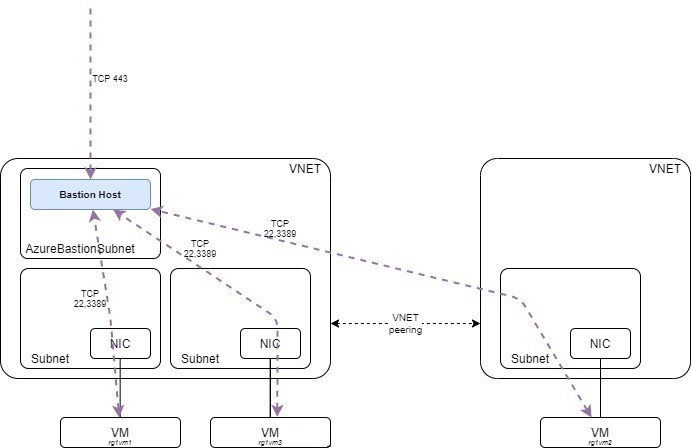 TCP 443
VNET
VNET
Bastion Host
AzureBastionSubnet
TCP
22,3389
TCP
22,3389
TCP
22,3389
VNET
peering
NIC
Subnet
NIC
Subnet
NIC
Subnet
VM
rg1vm1
VM
rg1vm3
VM
rg1vm2